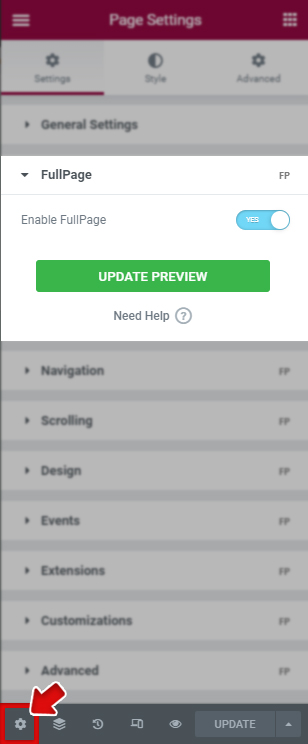 Page Settings
Settings
Style
Advanced
General Settings
FullPage FP
Enable FullPage YES
UPDATE PREVIEW
Need Help ?
Navigation FP
Scrolling FP
Design FP
Events FP
Extensions FP
Customizations FP
Advanced FP
UPDATE